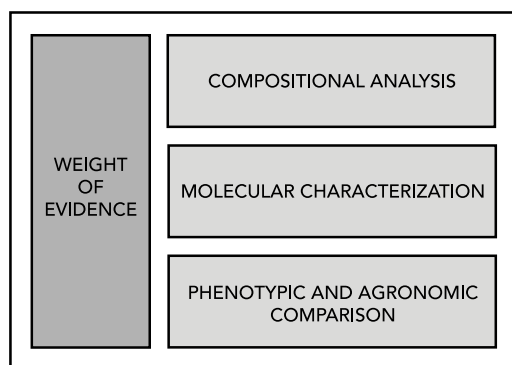 WEIGHT
OF
EVIDENCE
COMPOSITIONAL ANALYSIS
MOLECULAR CHARACTERIZATION
PHENOTYPIC AND AGRONOMIC
COMPARISON